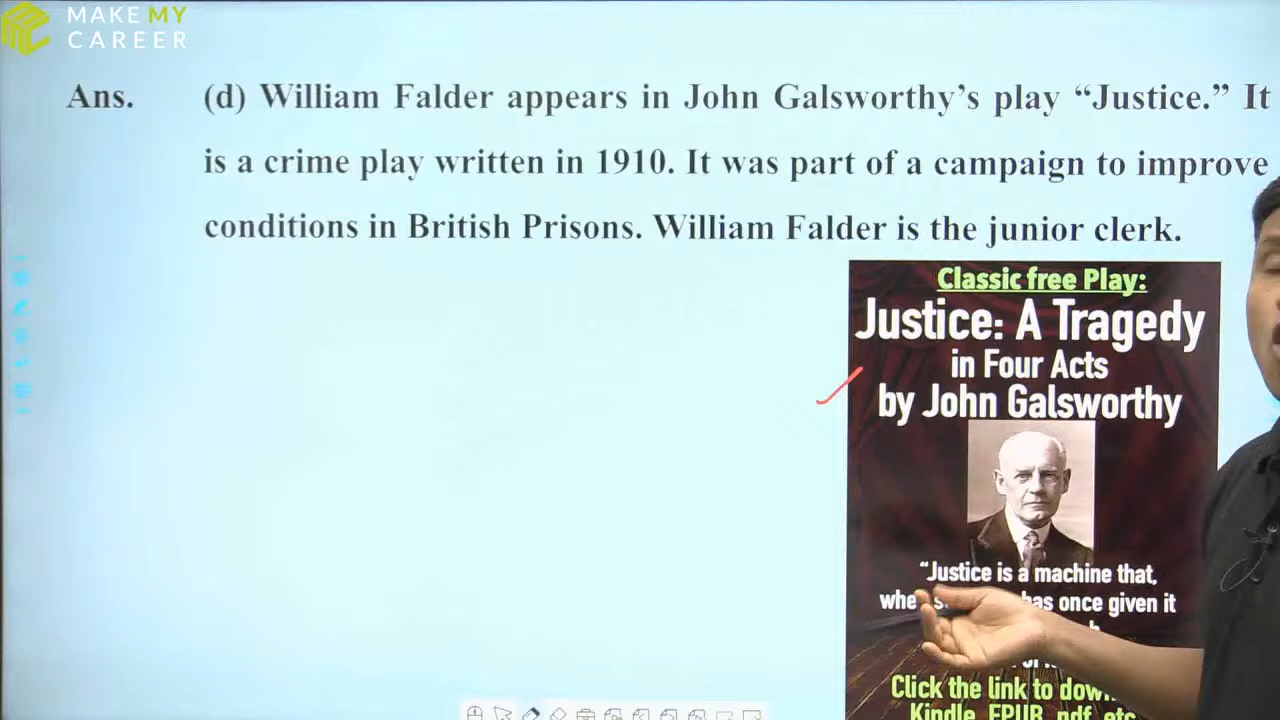 MAKE MY
CAREER
Ans. (d) William Falder appears in John Galsworthy’s play “Justice.” It
is a crime play written in 1910. It was part of a campaign to improve
conditions in British Prisons. William Falder is the junior clerk.
Classic free Play:
Justice: A Tragedy
in Four Acts
by John Galsworthy
“Justice is a machine that,
has once given it
Click the link to
Kindle, EPUB, pdf, etc